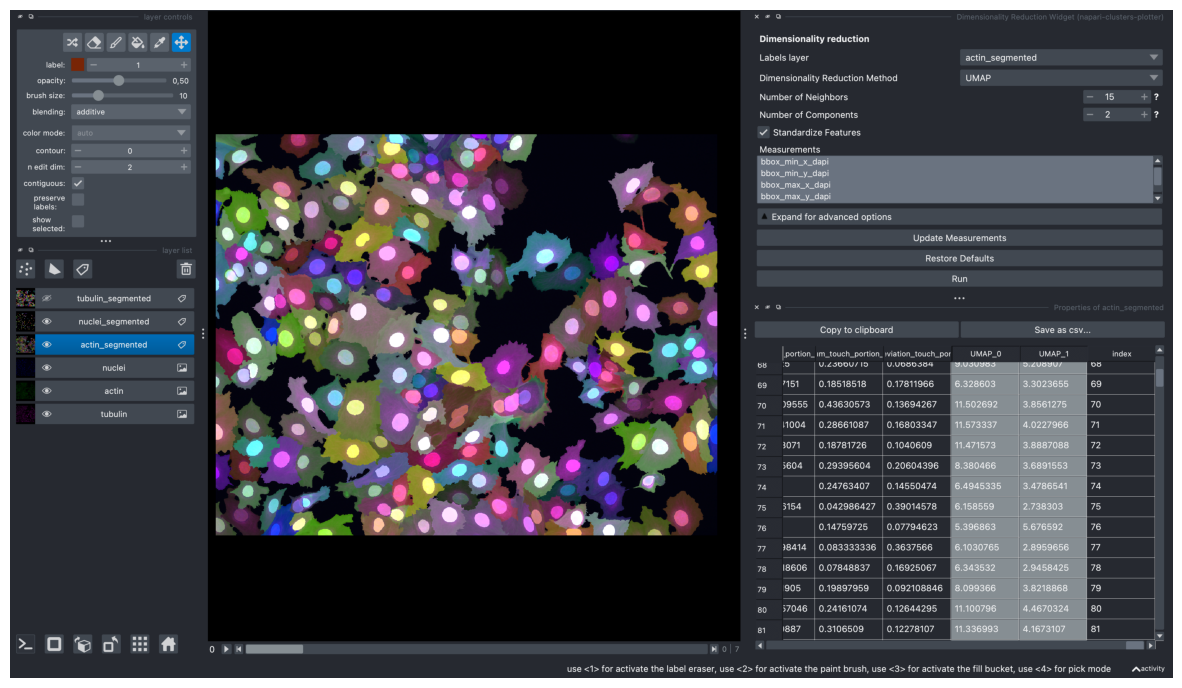 layer controls
label: 1
opacity: 0,50
brush size: 10
blending: additive
color mode: auto
contour: 0
n edit dim: 2
contiguous:
preserve
labels:
show
selected:
layer list
tubulin_segmented
nuclei_segmented
actin_segmented
nuclei
actin
tubulin
0 0 7
Dimensionality Reduction Widget (napari-clusters-plotter)
Dimensionality reduction
Labels layer actin_segmented
Dimensionality Reduction Method UMAP
Number of Neighbors 15 ?
Number of Components 2 ?
Standardize Features
Measurements
bbox_min_x_dapi
bbox_min_y_dapi
bbox_max_x_dapi
bbox_max_y_dapi
Expand for advanced options
Update Measurements
Restore Defaults
Run
Properties of actin_segmented
Copy to clipboard Save as csv...
_portion_ ım_touch_portion_ viation_touch_por UMAP_0 UMAP_1 index
68 :5 0.23660715 0.0686384 9.030983 5.208907 68
69 7151 0.18518518 0.17811966 6.328603 3.3023655 69
70 09555 0.43630573 0.13694267 11.502692 3.8561275 70
71 1004 0.28661087 0.16803347 11.573337 4.0227966 71
72 3071 0.18781726 0.1040609 11.471573 3.8887088 72
73 5604 0.29395604 0.20604396 8.380466 3.6891553 73
74 0.24763407 0.14550474 6.4945335 3.4786541 74
75 6154 0.042986427 0.39014578 6.158559 2.738303 75
76 0.14759725 0.07794623 5.396863 5.676592 76
77 98414 0.083333336 0.3637566 6.1030765 2.8959656 77
78 8606 0.07848837 0.16925067 6.343532 2.9458425 78
79 905 0.19897959 0.092108846 8.099366 3.8218868 79
80 57046 0.24161074 0.12644295 11.100796 4.4670324 80
81 887 0.3106509 0.12278107 11.336993 4.1673107 81
use <1> for activate the label eraser, use <2> for activate the paint brush, use <3> for activate the fill bucket, use <4> for pick mode activity